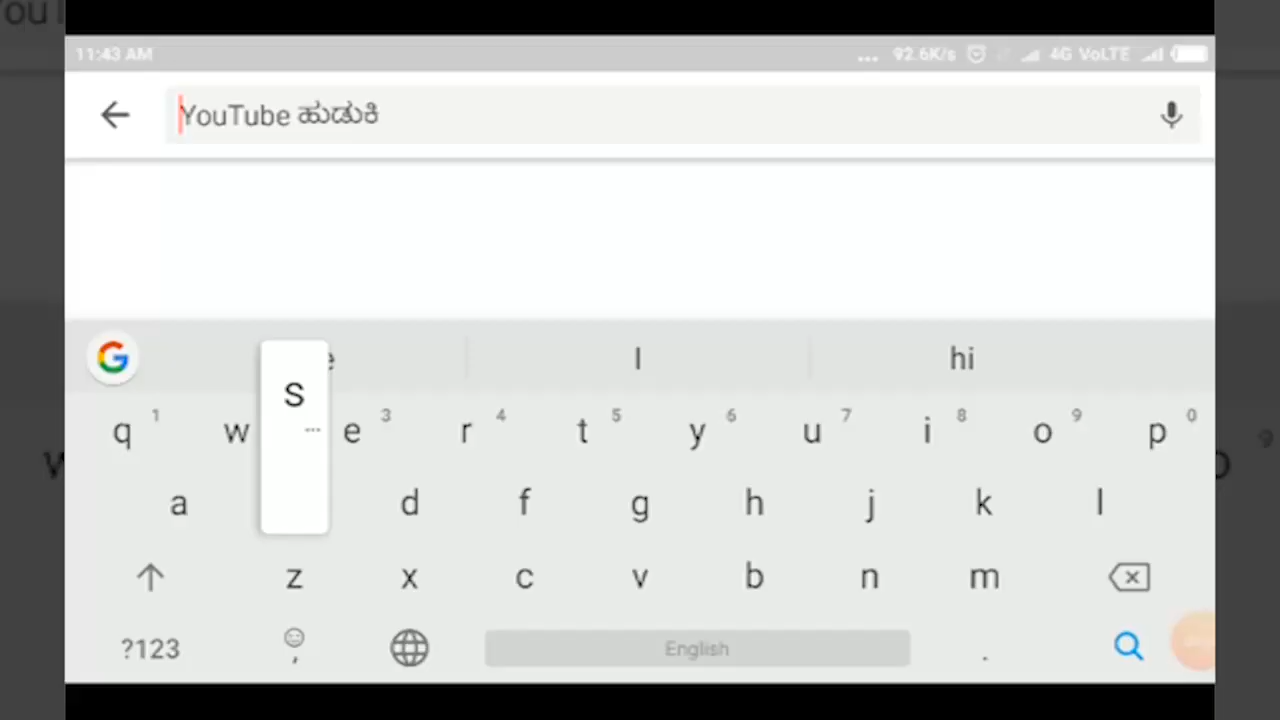 11:43 AM ... 92.6K/s 4G VoLTE
YouTube ಹುಡುಕಿ
I hi
q 1 w e 3 r 4 t 5 y 6 u 7 i 8 o 9 p 0
S ...
a d f g h j k l
z x c v b n m
?123 , English .